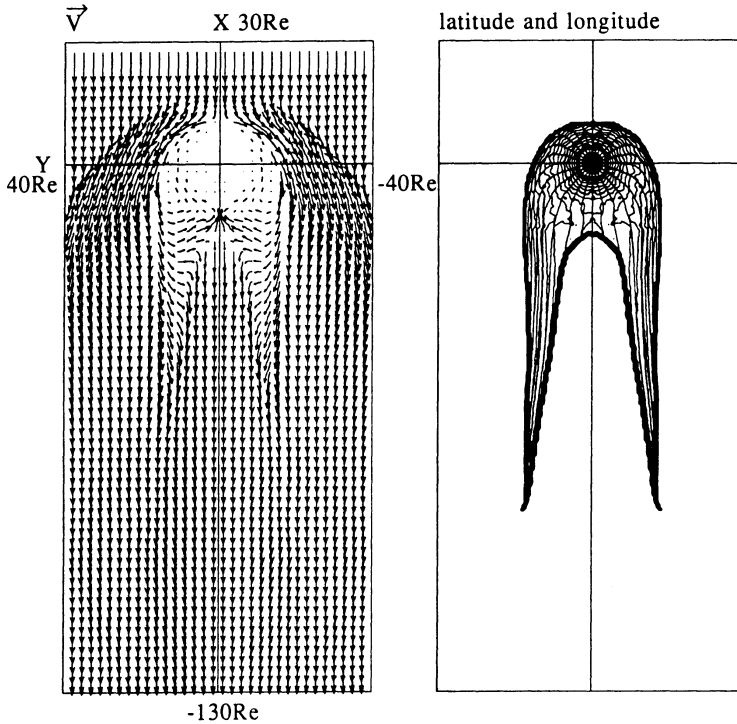 V
X 30Re
latitude and longitude
Y
40Re
-40Re
-130Re